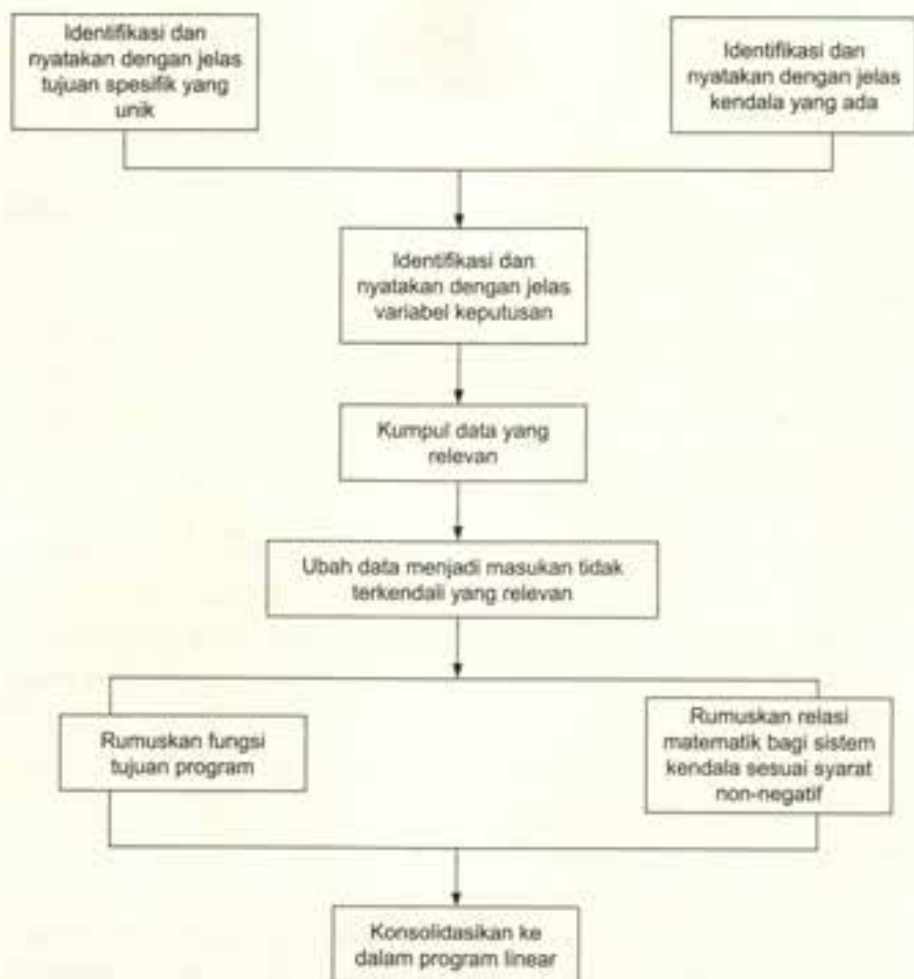 Identifikasi dan
nyatakan dengan jelas
tujuan spesifik yang
unik
Identifikasi dan
nyatakan dengan jelas
kendala yang ada
Identifikasi dan
nyatakan dengan jelas
variabel keputusan
Kumpul data yang
relevan
Ubah data menjadi masukan tidak
terkendali yang relevan
Rumuskan fungsi
tujuan program
Rumuskan relasi
matematik bagi sistem
kendala sesuai syarat
non-negatif
Konsolidasikan ke
dalam program linear